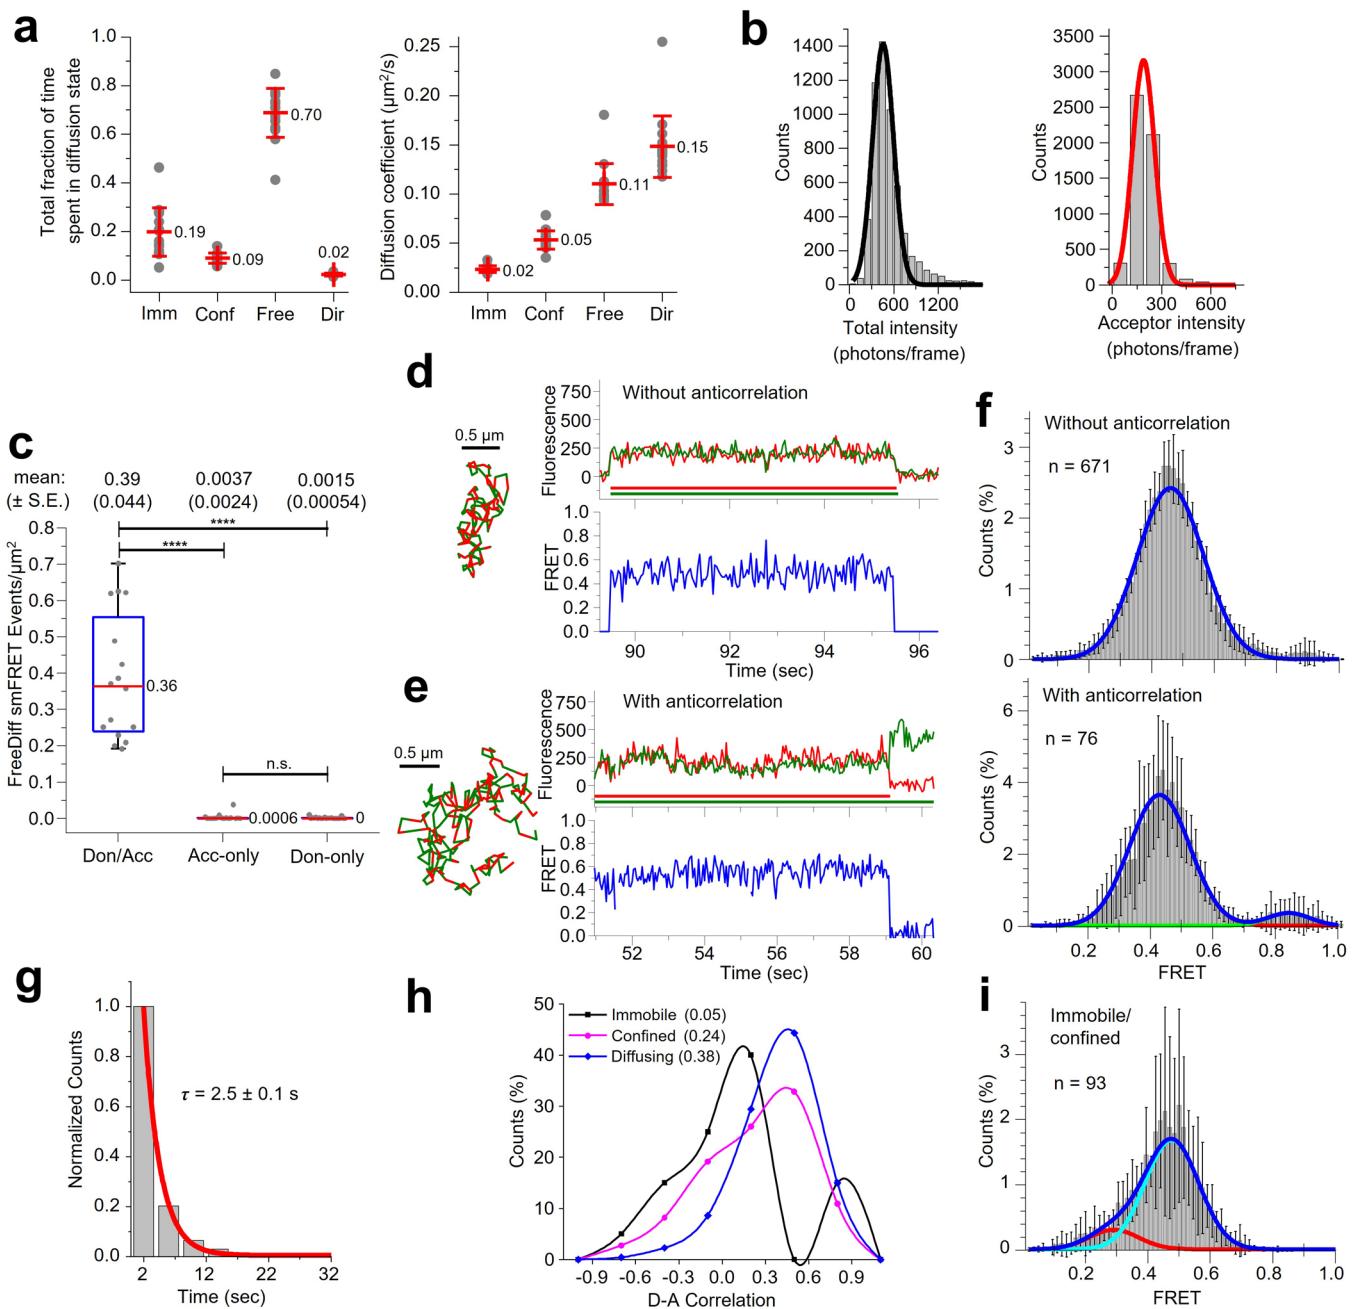 a
Total fraction of time
spent in diffusion state
1.0
0.8
0.6
0.4
0.2
0.0
0.19
0.09
0.70
0.02
Imm Conf Free Dir
Diffusion coefficient (μm²/s)
0.25
0.20
0.15
0.10
0.05
0.00
0.02
0.05
0.11
0.15
Imm Conf Free Dir
b
Counts
1400
1200
1000
800
600
400
200
0
0 600 1200
Total intensity
(photons/frame)
Counts
3500
3000
2500
2000
1500
1000
500
0
0 300 600
Acceptor intensity
(photons/frame)
c
mean: 0.39 0.0037 0.0015
(± S.E.) (0.044) (0.0024) (0.00054)
****
****
n.s.
FreeDiff smFRET Events/μm²
0.8
0.7
0.6
0.5
0.4
0.3
0.2
0.1
0.0
0.36
0.0006
0
Don/Acc Acc-only Don-only
d
0.5 μm
Without anticorrelation
Fluorescence
750
500
250
0
FRET
1.0
0.8
0.6
0.4
0.2
0.0
90 92 94 96
Time (sec)
e
0.5 μm
With anticorrelation
Fluorescence
750
500
250
0
FRET
1.0
0.8
0.6
0.4
0.2
0.0
52 54 56 58 60
Time (sec)
f
Without anticorrelation
n = 671
Counts (%)
3
2
1
0
With anticorrelation
n = 76
Counts (%)
6
4
2
0
0.2 0.4 0.6 0.8 1.0
FRET
g
Normalized Counts
1.0
0.8
0.6
0.4
0.2
0.0
τ = 2.5 ± 0.1 s
2 12 22 32
Time (sec)
h
Counts (%)
50
40
30
20
10
0
Immobile (0.05)
Confined (0.24)
Diffusing (0.38)
-0.9 -0.6 -0.3 0.0 0.3 0.6 0.9
D-A Correlation
i
Immobile/
confined
n = 93
Counts (%)
3
2
1
0
0.2 0.4 0.6 0.8 1.0
FRET